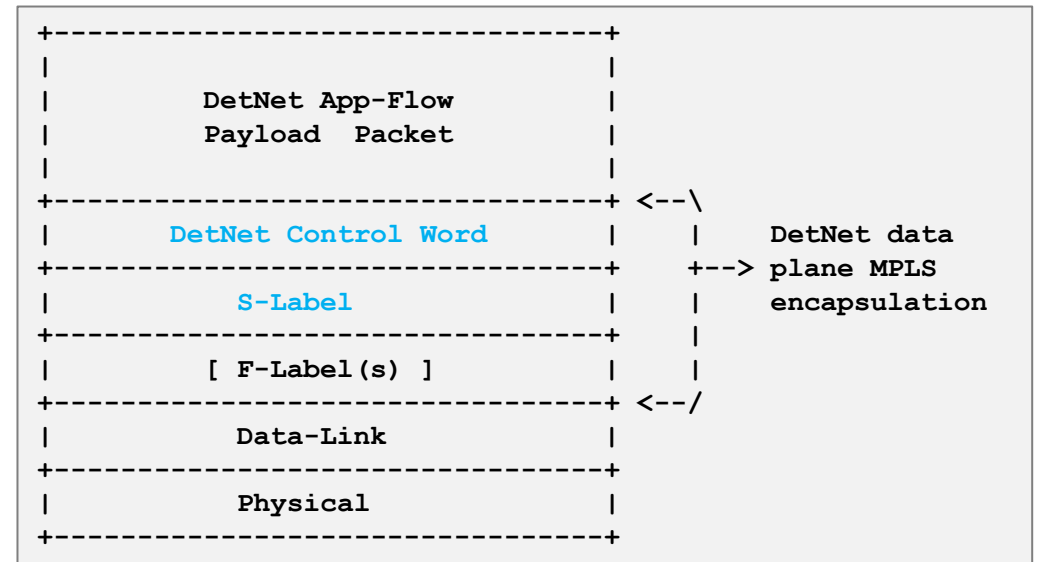 +----------------------------------+
|                                  |
|         DetNet App-Flow          |
|         Payload  Packet          |
|                                  |
+----------------------------------+ <--\
|       DetNet Control Word        |    |    DetNet data
+----------------------------------+    +--> plane MPLS
|           S-Label                |    |    encapsulation
+----------------------------------+    |
|         [ F-Label(s) ]           |    |
+----------------------------------+ <--/
|           Data-Link              |
+----------------------------------+
|           Physical               |
+----------------------------------+